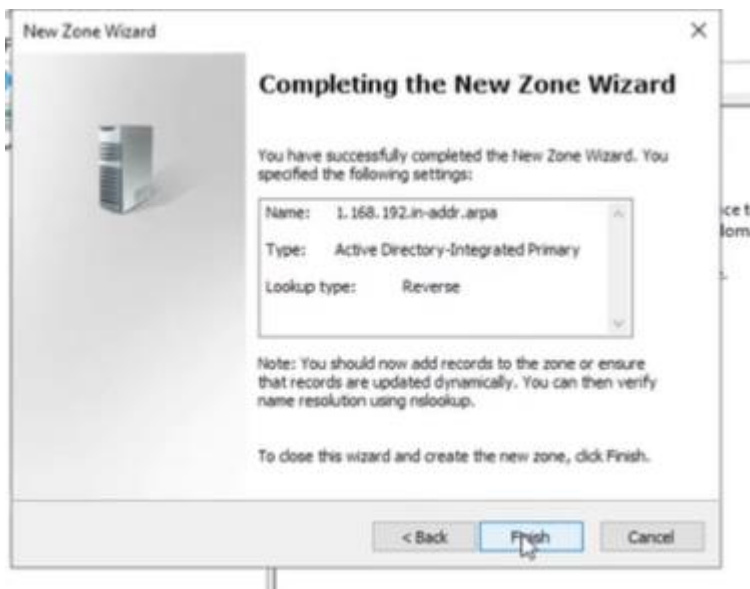 New Zone Wizard
Completing the New Zone Wizard
You have successfully completed the New Zone Wizard. You
specified the following settings:
Name: 1.168.192.in-addr.arpa
Type: Active Directory-Integrated Primary
Lookup type: Reverse
Note: You should now add records to the zone or ensure
that records are updated dynamically. You can then verify
name resolution using nslookup.
To close this wizard and create the new zone, click Finish.
< Back
Finish
Cancel